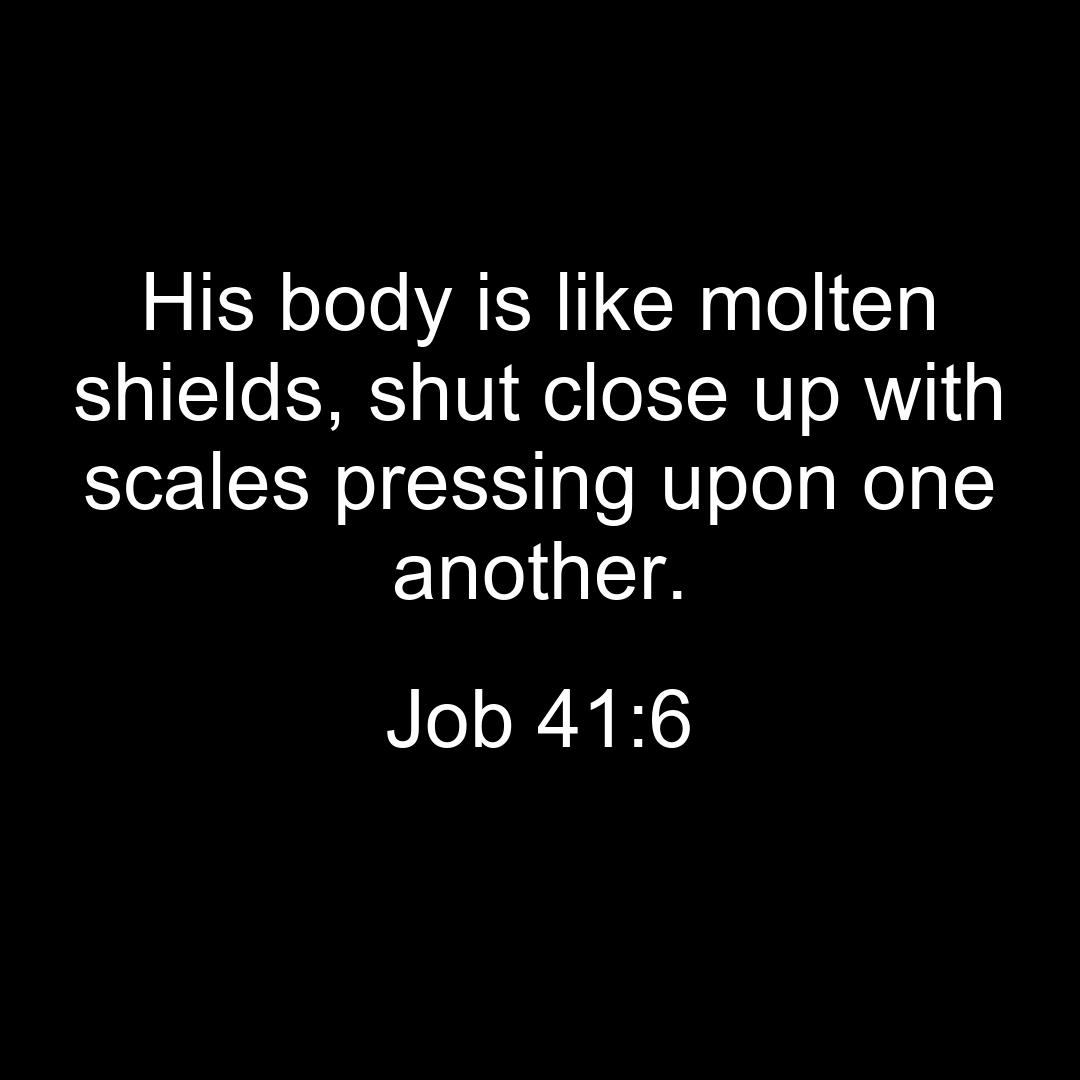 His body is like molten
shields, shut close up with
scales pressing upon one
another.
Job 41:6